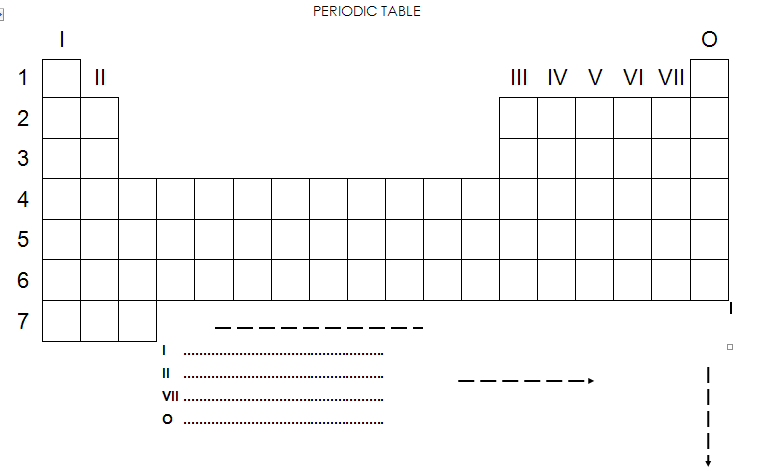 PERIODIC TABLE
I O
1 II III IV V VI VII
2
3
4
5
6
7
I ........................................................
II ........................................................
VII ........................................................
O ........................................................